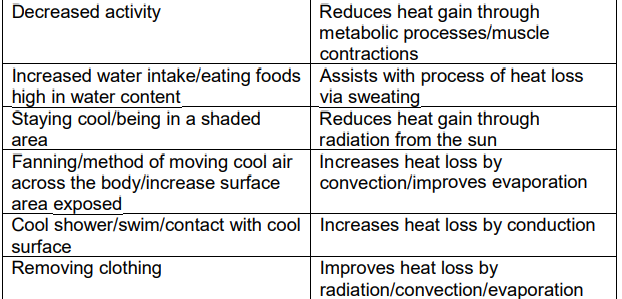 Decreased activity
Reduces heat gain through
metabolic processes/muscle
contractions
Increased water intake/eating foods
high in water content
Assists with process of heat loss
via sweating
Staying cool/being in a shaded
area
Reduces heat gain through
radiation from the sun
Fanning/method of moving cool air
across the body/increase surface
area exposed
Increases heat loss by
convection/improves evaporation
Cool shower/swim/contact with cool
surface
Increases heat loss by conduction
Removing clothing
Improves heat loss by
radiation/convection/evaporation